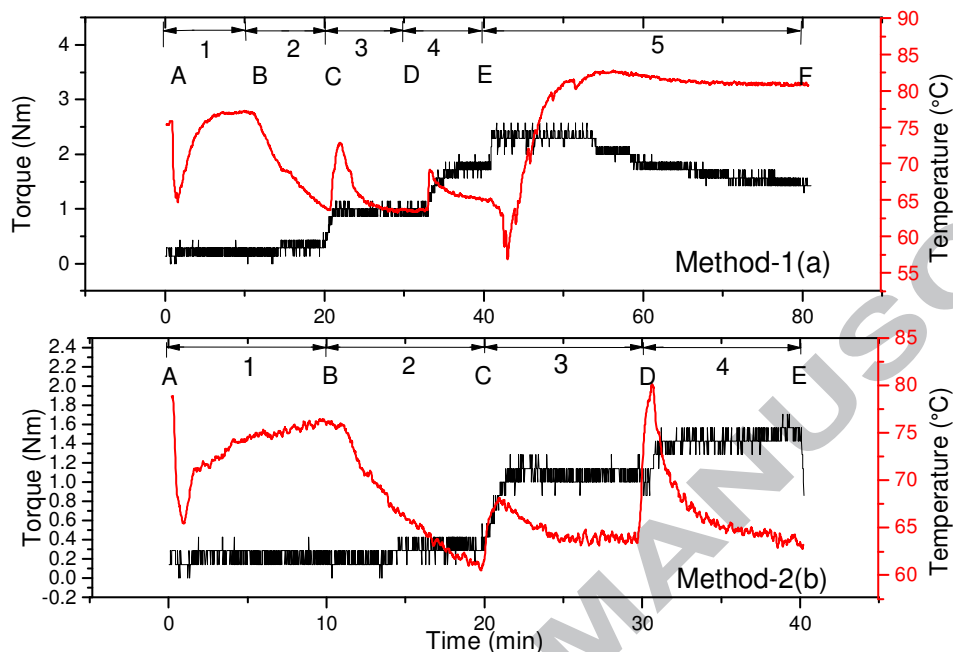 4
3
2
1
0
Torque (Nm)
1 2 3 4 5
A B C D E F
90
85
80
75
70
65
60
55
50
Temperature (°C)
Method-1(a)
0 20 40 60 80
2.4
2.2
2.0
1.8
1.6
1.4
1.2
1.0
0.8
0.6
0.4
0.2
0.0
-0.2
Torque (Nm)
1 2 3 4
A B C D E
85
80
75
70
65
60
Temperature (°C)
Method-2(b)
0 10 20 30 40
Time (min)
MANUSC